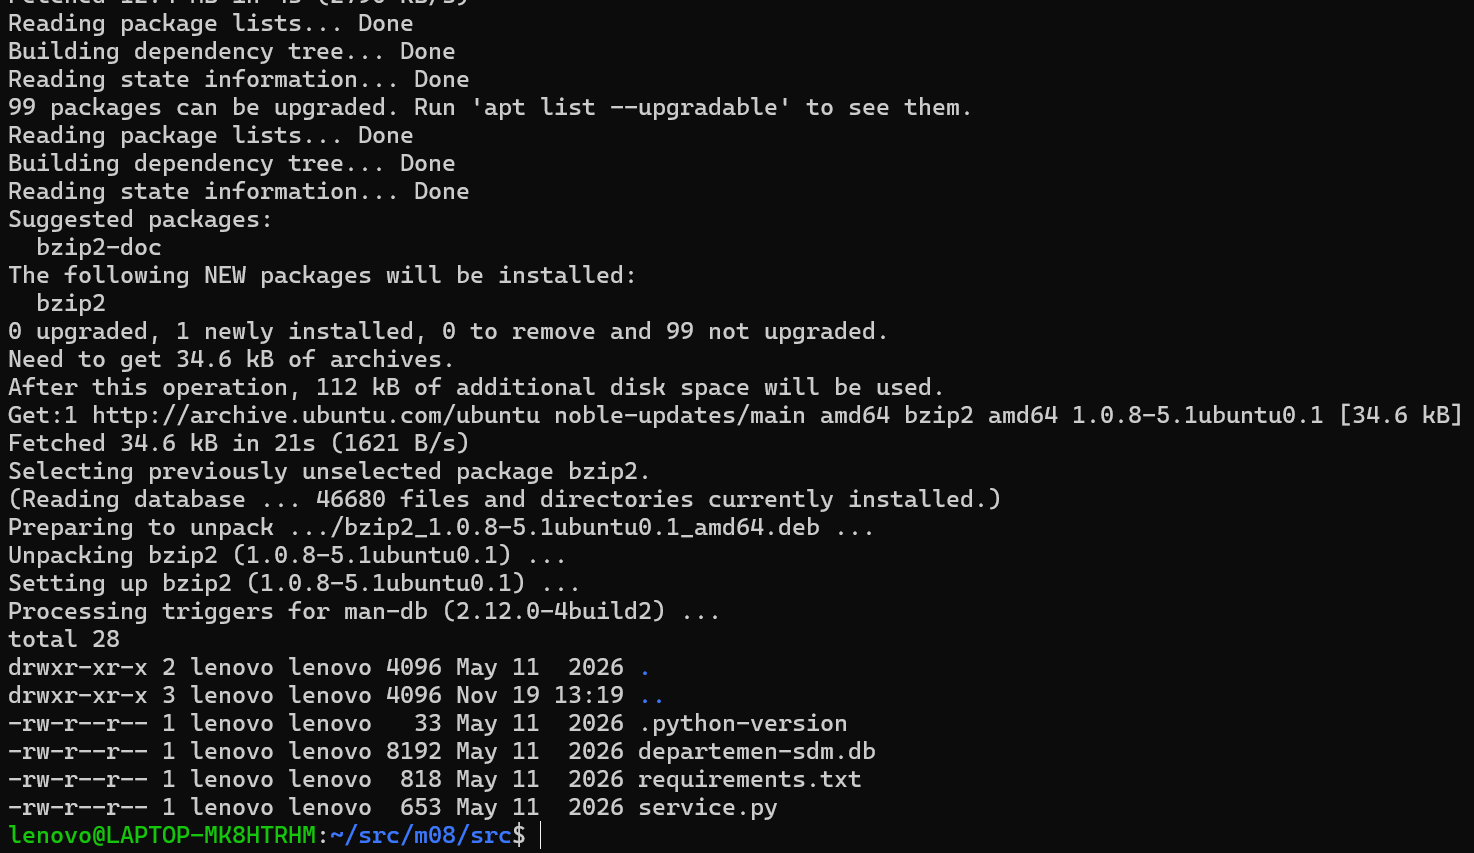 Fetched 12.4 kB in 4s (2796 kB/s)
Reading package lists... Done
Building dependency tree... Done
Reading state information... Done
99 packages can be upgraded. Run 'apt list --upgradable' to see them.
Reading package lists... Done
Building dependency tree... Done
Reading state information... Done
Suggested packages:
  bzip2-doc
The following NEW packages will be installed:
  bzip2
0 upgraded, 1 newly installed, 0 to remove and 99 not upgraded.
Need to get 34.6 kB of archives.
After this operation, 112 kB of additional disk space will be used.
Get:1 http://archive.ubuntu.com/ubuntu noble-updates/main amd64 bzip2 amd64 1.0.8-5.1ubuntu0.1 [34.6 kB]
Fetched 34.6 kB in 21s (1621 B/s)
Selecting previously unselected package bzip2.
(Reading database ... 46680 files and directories currently installed.)
Preparing to unpack .../bzip2_1.0.8-5.1ubuntu0.1_amd64.deb ...
Unpacking bzip2 (1.0.8-5.1ubuntu0.1) ...
Setting up bzip2 (1.0.8-5.1ubuntu0.1) ...
Processing triggers for man-db (2.12.0-4build2) ...
total 28
drwxr-xr-x 2 lenovo lenovo 4096 May 11  2026 .
drwxr-xr-x 3 lenovo lenovo 4096 Nov 19 13:19 ..
-rw-r--r-- 1 lenovo lenovo   33 May 11  2026 .python-version
-rw-r--r-- 1 lenovo lenovo 8192 May 11  2026 departemen-sdm.db
-rw-r--r-- 1 lenovo lenovo  818 May 11  2026 requirements.txt
-rw-r--r-- 1 lenovo lenovo  653 May 11  2026 service.py
lenovo@LAPTOP-MK8HTRHM:~/src/m08/src$